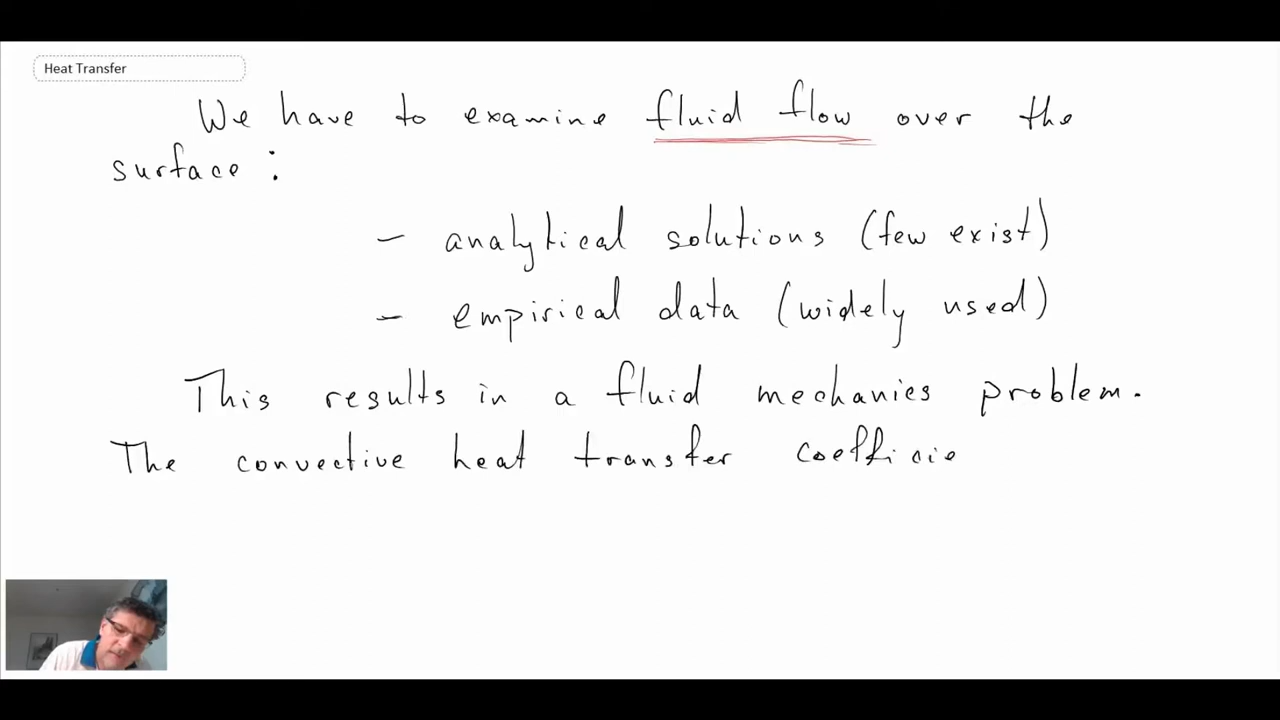 Heat Transfer
We have to examine fluid flow over the
surface :
- analytical solutions (few exist)
- empirical data (widely used)
This results in a fluid mechanics problem.
The convective heat transfer coefficie